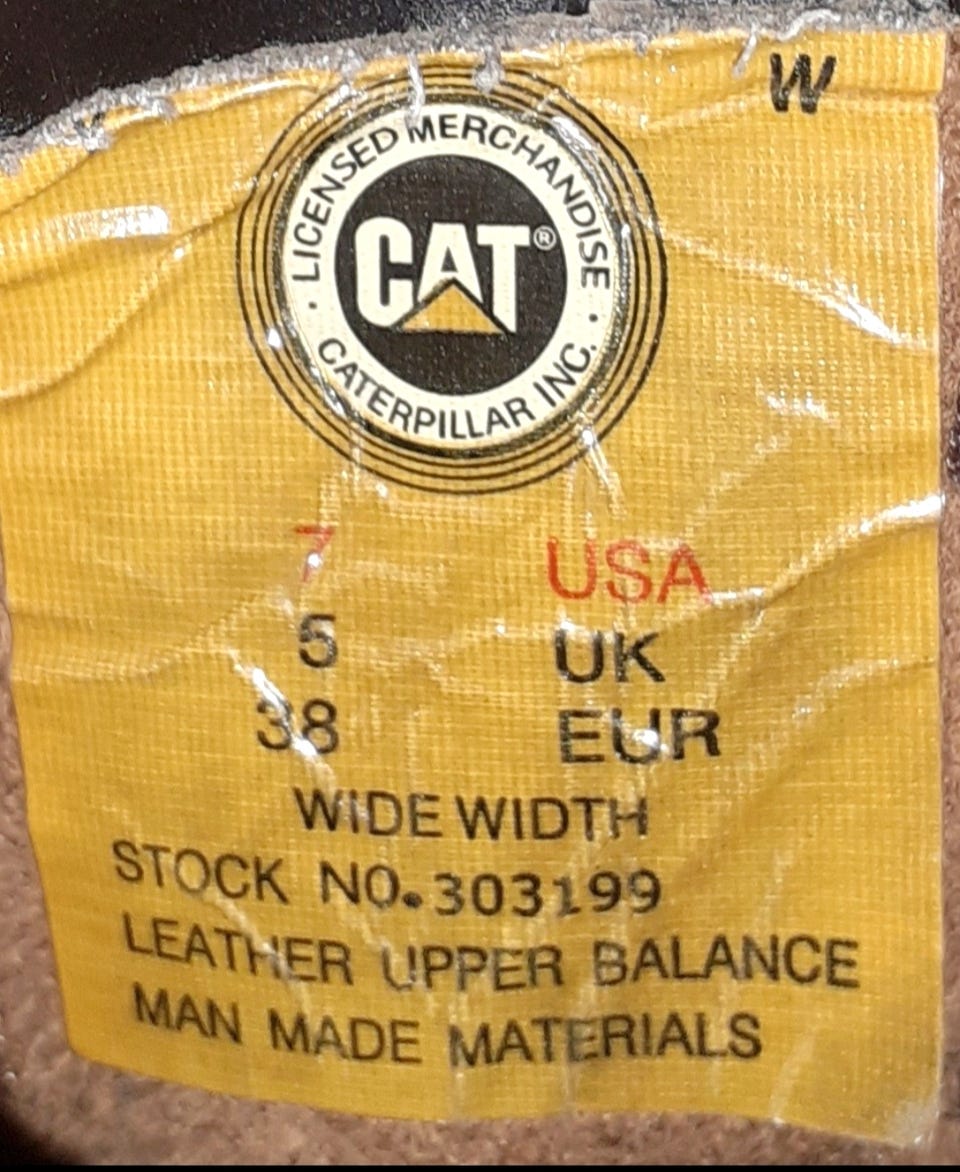 W
· LICENSED MERCHANDISE ·
CAT®
CATERPILLAR INC.
7 USA
5 UK
38 EUR
WIDE WIDTH
STOCK NO.303199
LEATHER UPPER BALANCE
MAN MADE MATERIALS